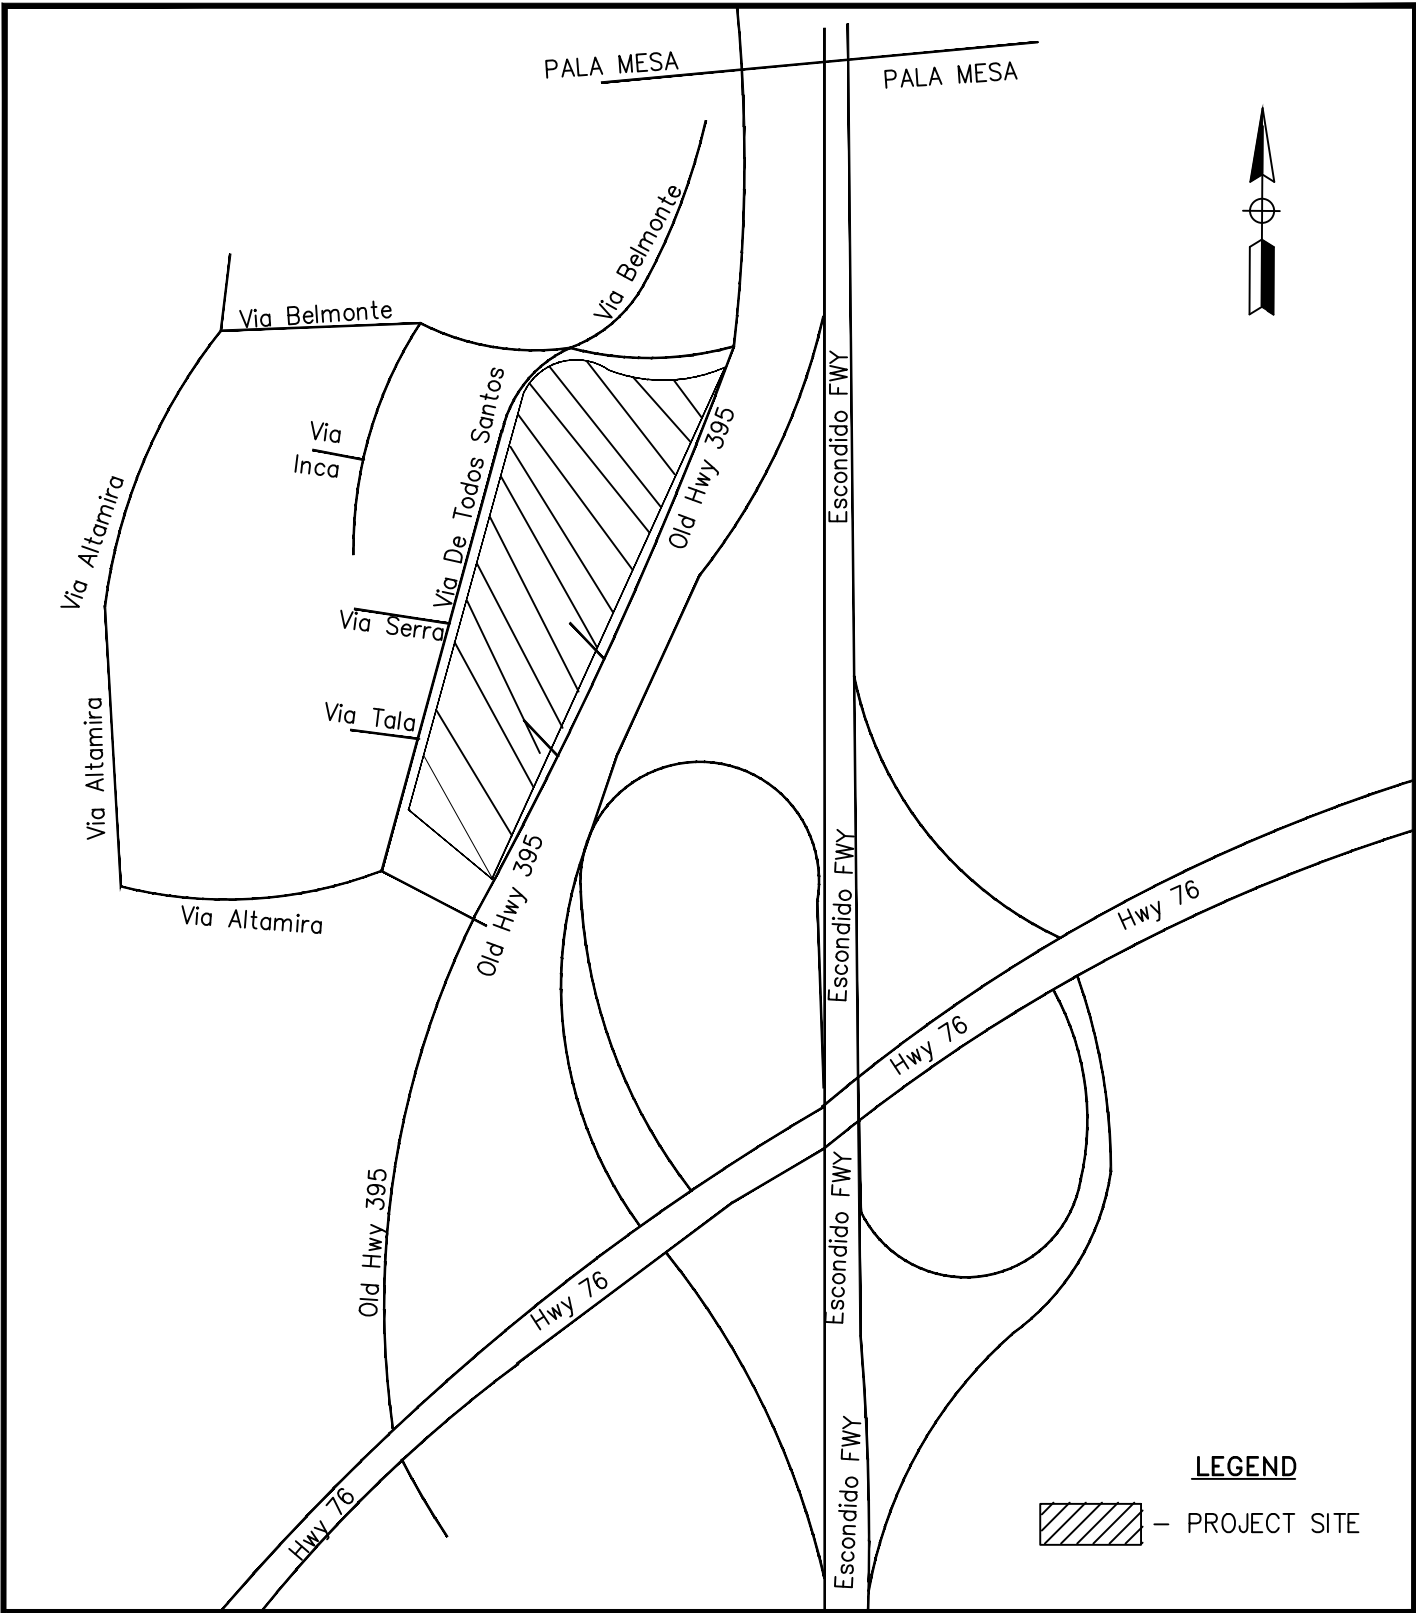 PALA MESA
PALA MESA
Via Belmonte
Via Belmonte
Via
Inca
Via De Todos Santos
Old Hwy 395
Escondido FWY
Via Altamira
Via Serra
Via Tala
Via Altamira
Via Altamira
Old Hwy 395
Escondido FWY
Hwy 76
Hwy 76
Old Hwy 395
Escondido FWY
Hwy 76
Escondido FWY
Hwy 76
LEGEND
– PROJECT SITE